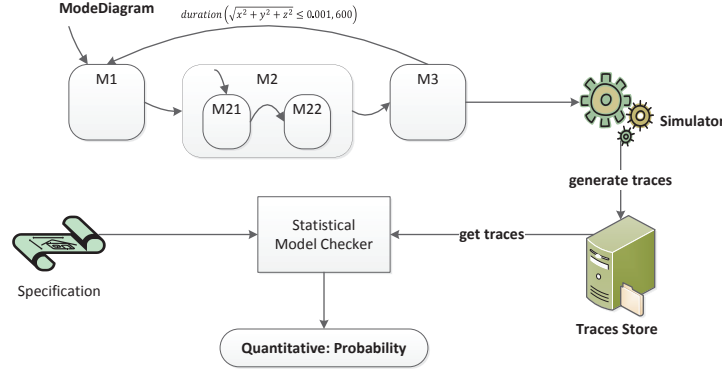 ModeDiagram
duration(√x² + y² + z² ≤ 0.001, 600)
M1
M2
M3
M21
M22
Simulator
generate traces
Statistical
Model Checker
get traces
Specification
Traces Store
Quantitative: Probability